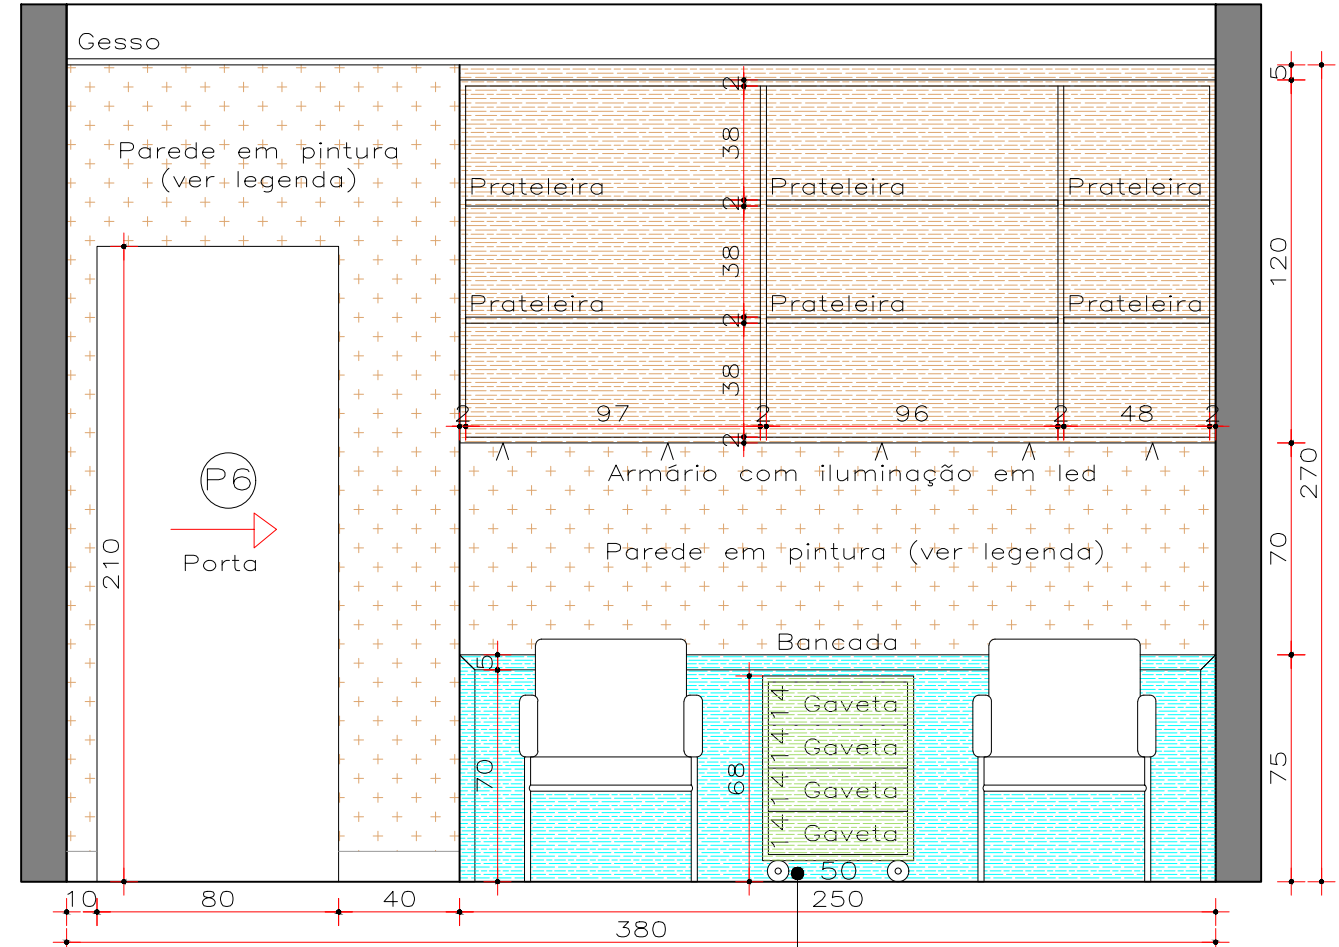 Gesso
5
2
Parede em pintura
(ver legenda)
38
Prateleira Prateleira Prateleira
2
38
120
Prateleira Prateleira Prateleira
2
38
2 97 2 96 2 48 2
2
Armário com iluminação em led
P6
270
Parede em pintura (ver legenda)
70
210
Porta
Bancada
5
14 Gaveta
14 Gaveta
70
68
75
14 Gaveta
14 Gaveta
50
10 80 40 250
380